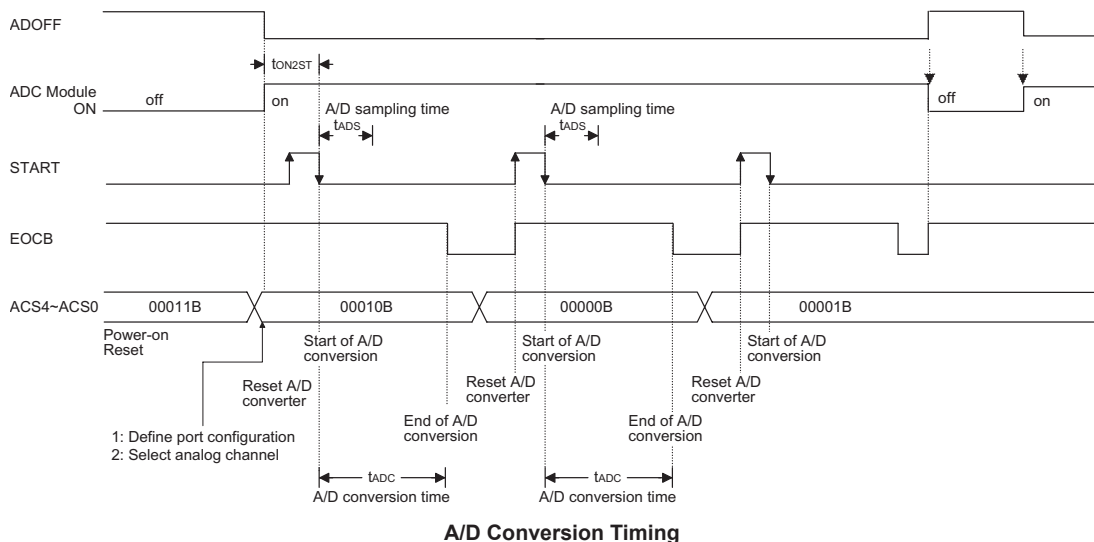 ADOFF
tON2ST
ADC Module
ON
off
on
off
on
A/D sampling time
tADS
A/D sampling time
tADS
START
EOCB
ACS4~ACS0
00011B
00010B
00000B
00001B
Power-on
Reset
Start of A/D
conversion
Start of A/D
conversion
Start of A/D
conversion
Reset A/D
converter
Reset A/D
converter
Reset A/D
converter
End of A/D
conversion
End of A/D
conversion
1: Define port configuration
2: Select analog channel
tADC
A/D conversion time
tADC
A/D conversion time
A/D Conversion Timing